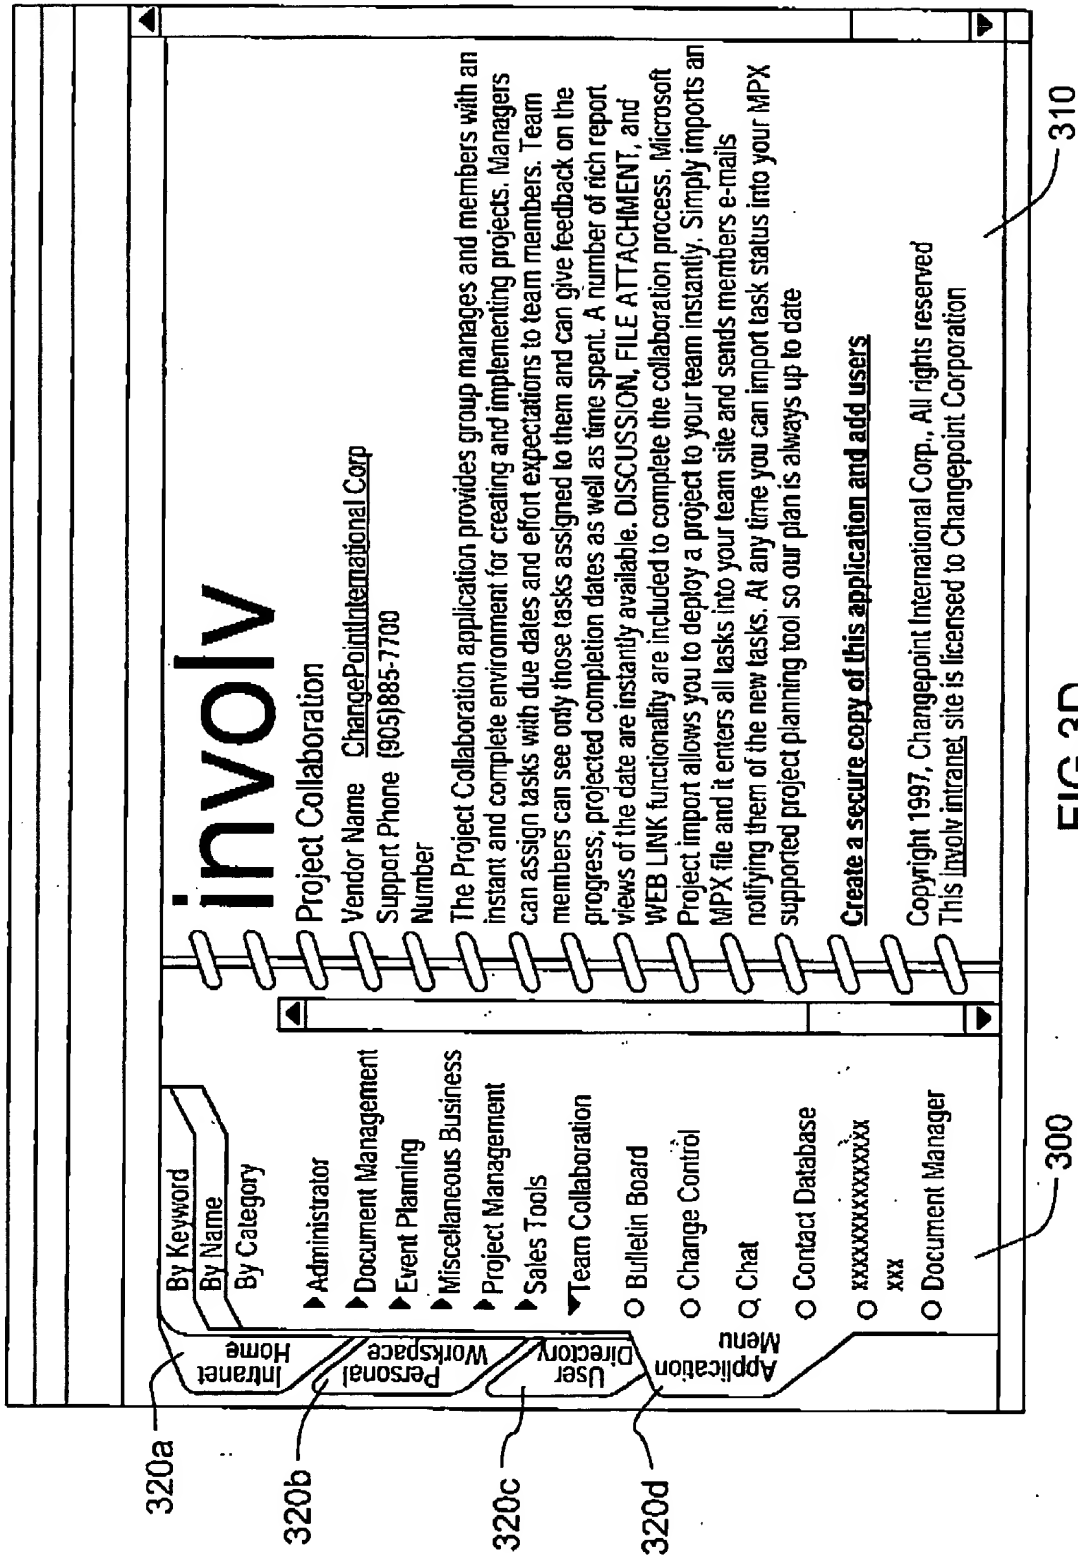 320a
320b
320c
320d
Intranet
Home
Personal
Workspace
User
Directory
Application
Menu
By Keyword
By Name
By Category
Administrator
Document Management
Event Planning
Miscellaneous Business
Project Management
Sales Tools
Team Collaboration
Bulletin Board
Change Control
Chat
Contact Database
xxxxxxxxxxxxxxxxx
xxx
Document Manager
300
involv
Project Collaboration
Vendor Name ChangePointInternational Corp
Support Phone (905)885-7700
Number
The Project Collaboration application provides group manages and members with an
instant and complete environment for creating and implementing projects. Managers
can assign tasks with due dates and effort expectations to team members. Team
members can see only those tasks assigned to them and can give feedback on the
progress, projected completion dates as well as time spent. A number of rich report
views of the date are instantly available. DISCUSSION, FILE ATTACHMENT, and
WEB LINK functionality are included to complete the collaboration process. Microsoft
Project import allows you to deploy a project to your team instantly. Simply imports an
MPX file and it enters all tasks into your team site and sends members e-mails
notifying them of the new tasks. At any time you can import task status into your MPX
supported project planning tool so our plan is always up to date
Create a secure copy of this application and add users
Copyright 1997, Changepoint International Corp., All rights reserved
This involv intranet site is licensed to Changepoint Corporation
310
FIG.3D